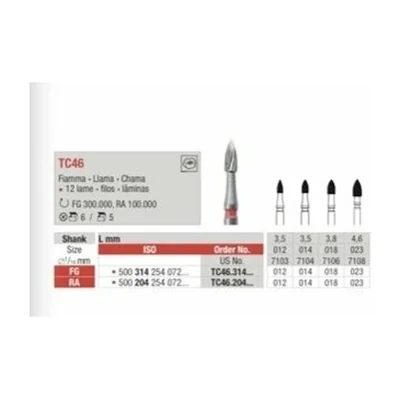 TC46
Fiamma - Llama - Chama
• 12 lame - filos - lâminas
FG 300.000, RA 100.000
6 / 5
Shank L mm 3,5 3,5 3,8 4,6
Size ISO Order No. 012 014 018 023
mm US No. 7103 7104 7106 7108
FG • 500 314 254 072... TC46.314... 012 014 018 023
RA • 500 204 254 072... TC46.204... 012 014 018 023